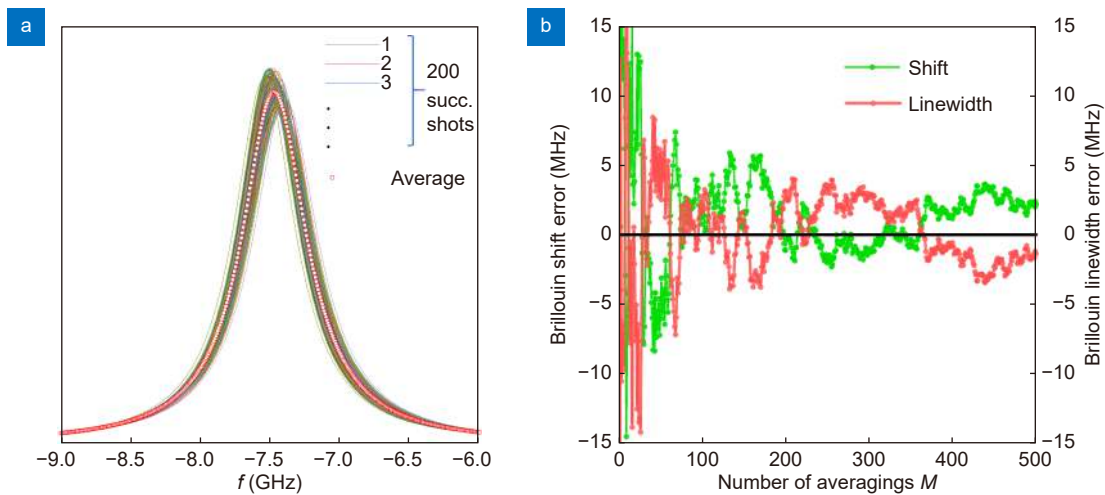 a
1
2
3
200
succ.
shots
Average
−9.0 −8.5 −8.0 −7.5 −7.0 −6.5 −6.0
f (GHz)
b
15 15
10 10
5 5
0 0
−5 −5
−10 −10
−15 −15
Shift
Linewidth
Brillouin shift error (MHz)
Brillouin linewidth error (MHz)
0 100 200 300 400 500
Number of averagings M